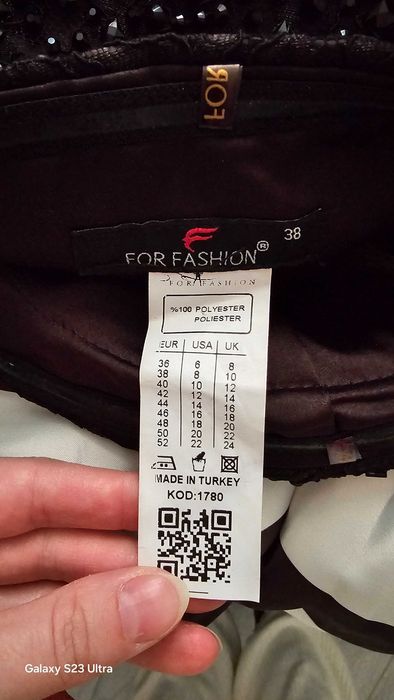 FOR
FOR FASHION® 38
FOR FASHION
%100 POLYESTER
POLIESTER
EUR USA UK
36 6 8
38 8 10
40 10 12
42 12 14
44 14 16
46 16 18
48 18 20
50 20 22
52 22 24
MADE IN TURKEY
KOD:1780
Galaxy S23 Ultra